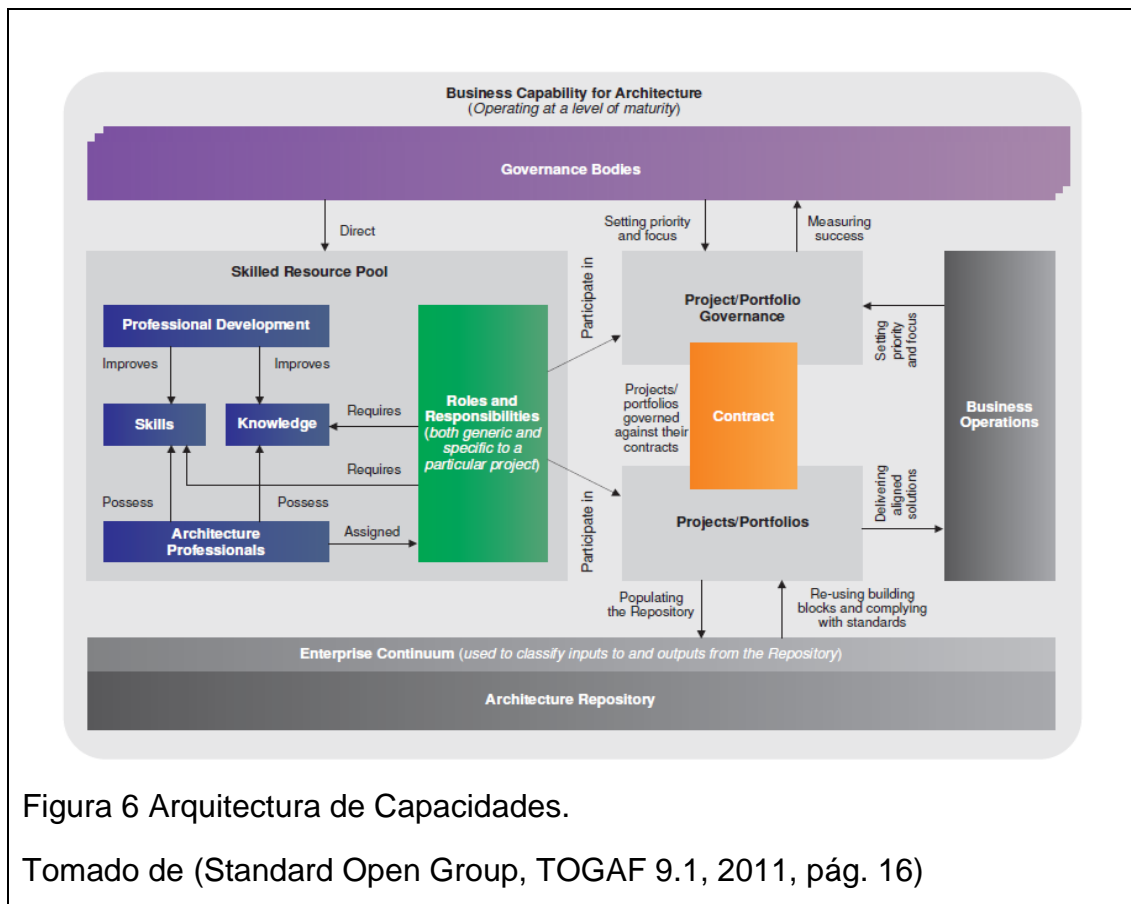 Business Capability for Architecture
(Operating at a level of maturity)
Governance Bodies
Direct
Setting priority
and focus
Measuring
success
Skilled Resource Pool
Professional Development
Improves
Improves
Skills
Knowledge
Requires
Requires
Possess
Possess
Architecture
Professionals
Assigned
Roles and
Responsibilities
(both generic and
specific to a
particular project)
Participate in
Participate in
Project/Portfolio
Governance
Projects/
portfolios
governed
against their
contracts
Contract
Projects/Portfolios
Setting
priority
and focus
Delivering
aligned
solutions
Business
Operations
Populating
the Repository
Re-using building
blocks and complying
with standards
Enterprise Continuum (used to classify inputs to and outputs from the Repository)
Architecture Repository
Figura 6 Arquitectura de Capacidades.
Tomado de (Standard Open Group, TOGAF 9.1, 2011, pág. 16)